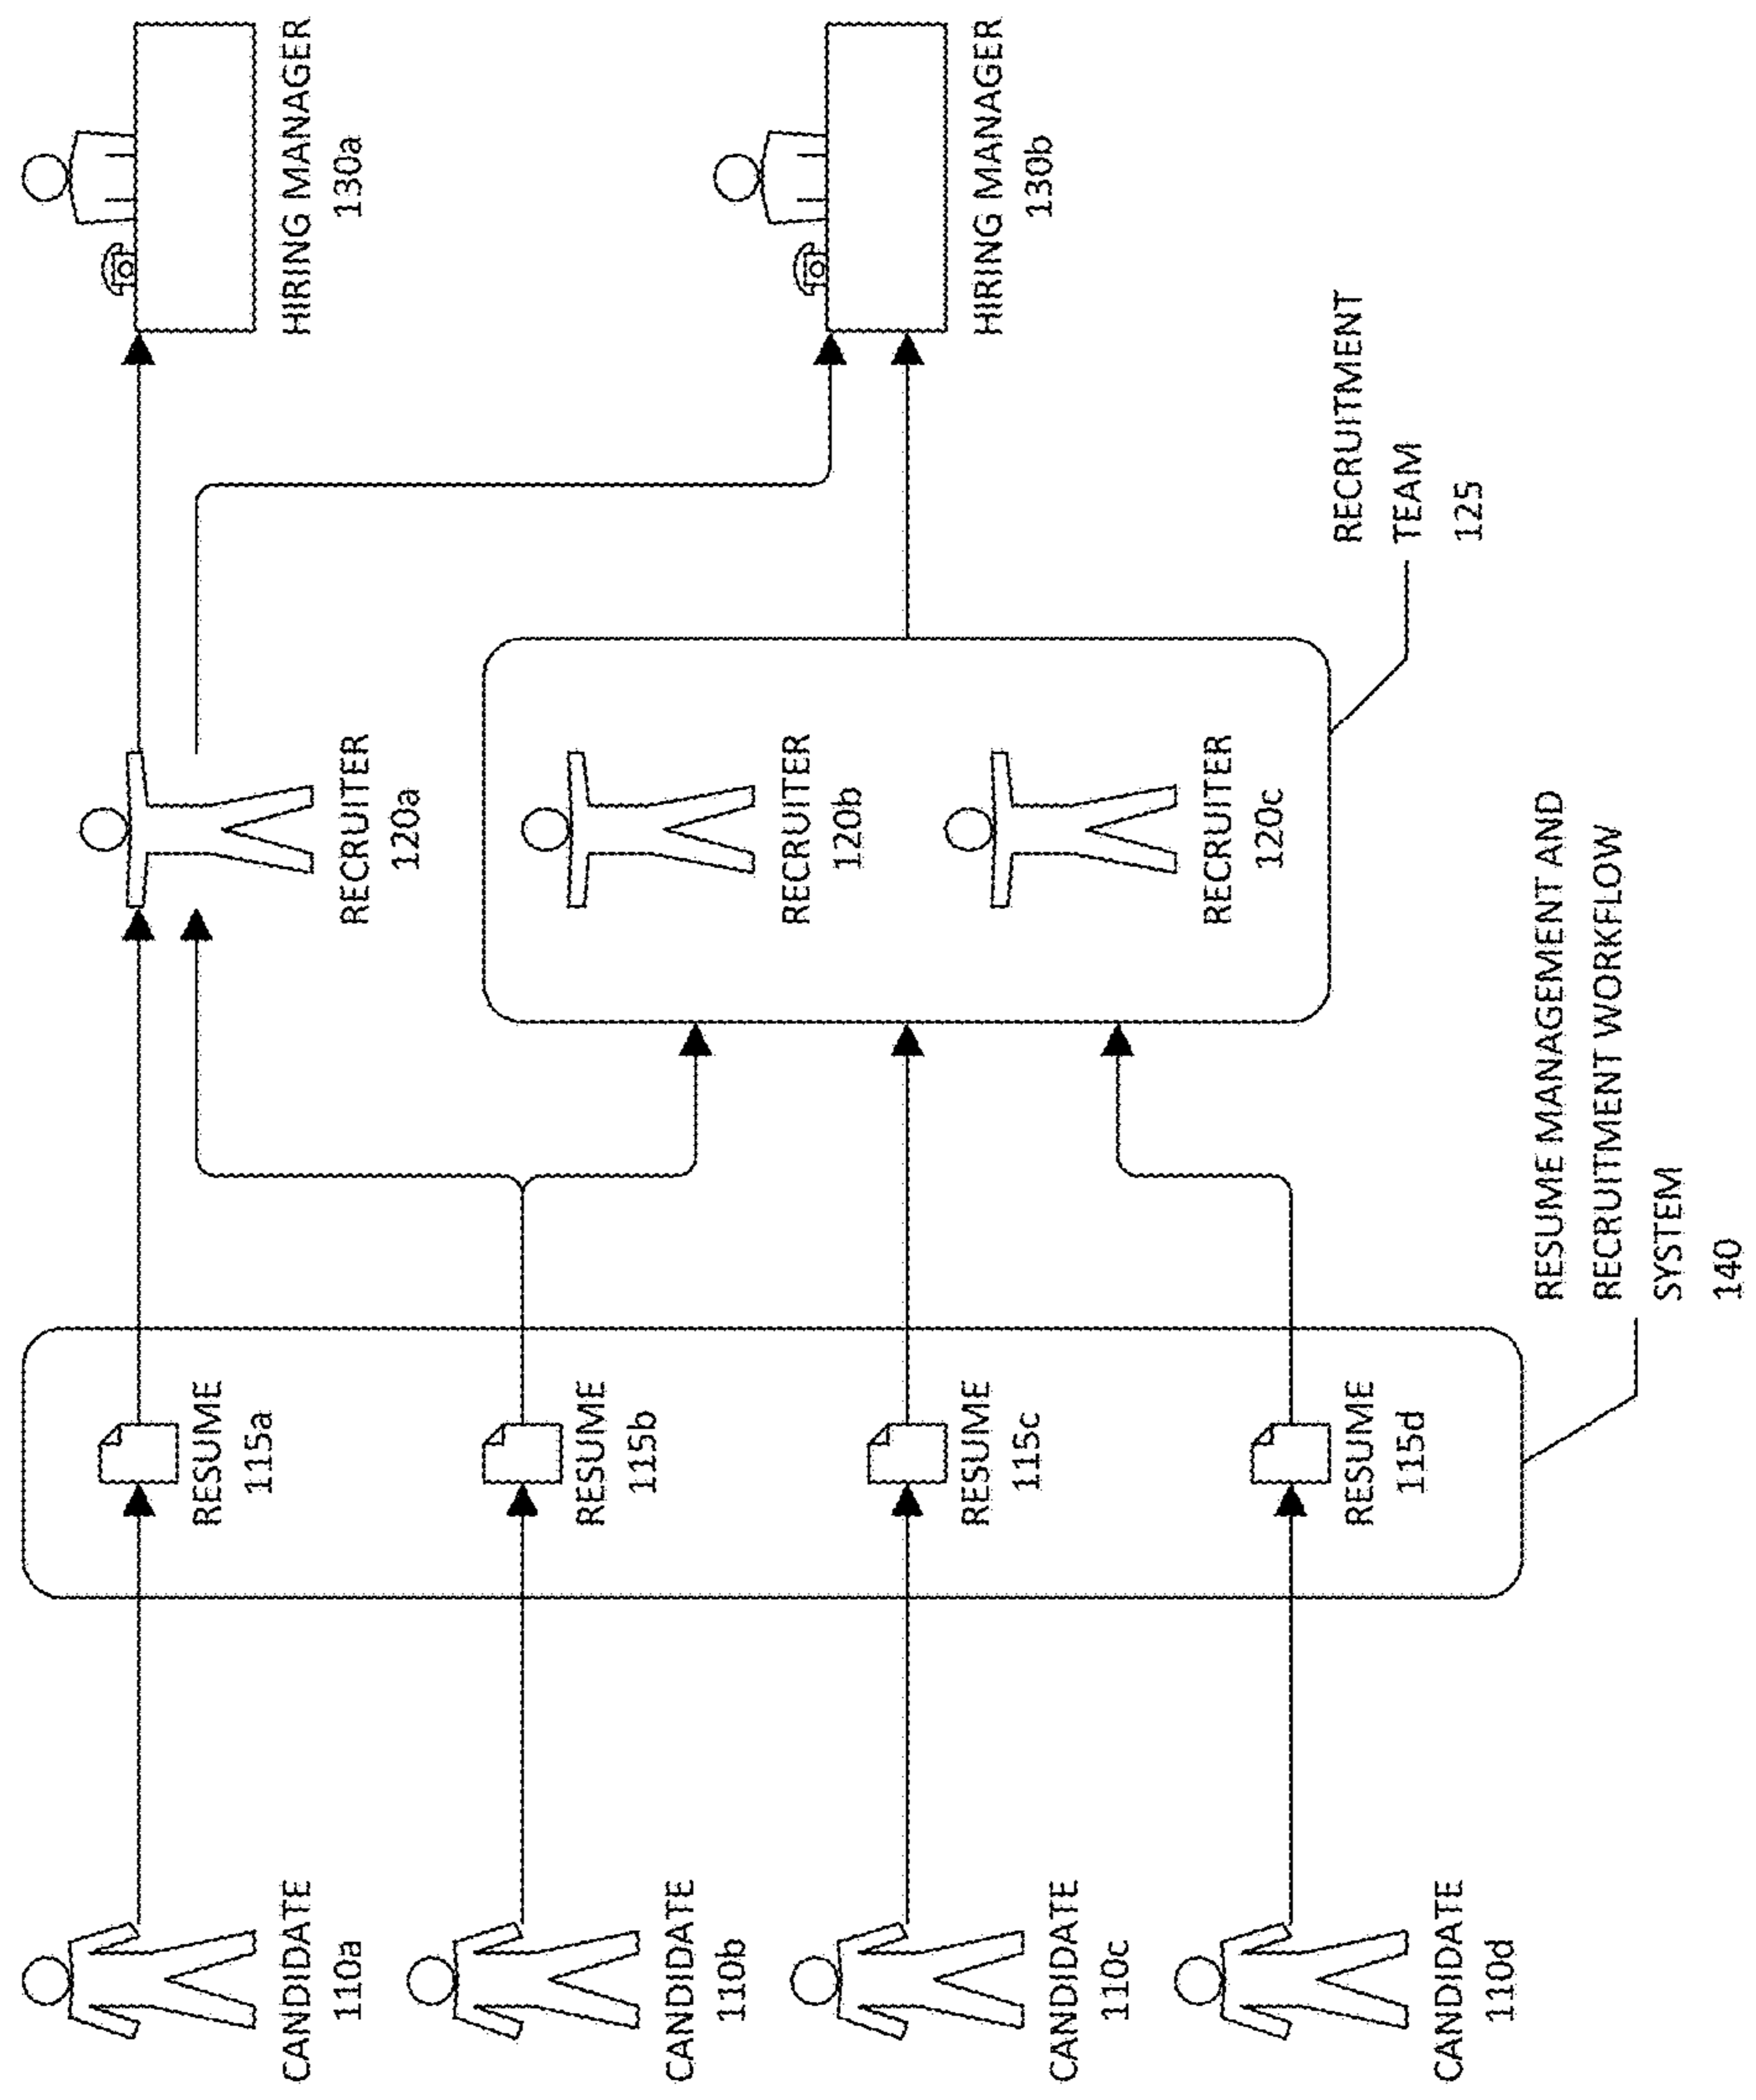 CANDIDATE
110a
CANDIDATE
110b
CANDIDATE
110c
CANDIDATE
110d
RESUME
115a
RESUME
115b
RESUME
115c
RESUME
115d
RESUME MANAGEMENT AND
RECRUITMENT WORKFLOW
SYSTEM
140
RECRUITER
120a
RECRUITER
120b
RECRUITER
120c
RECRUITMENT
TEAM
125
HIRING MANAGER
130a
HIRING MANAGER
130b